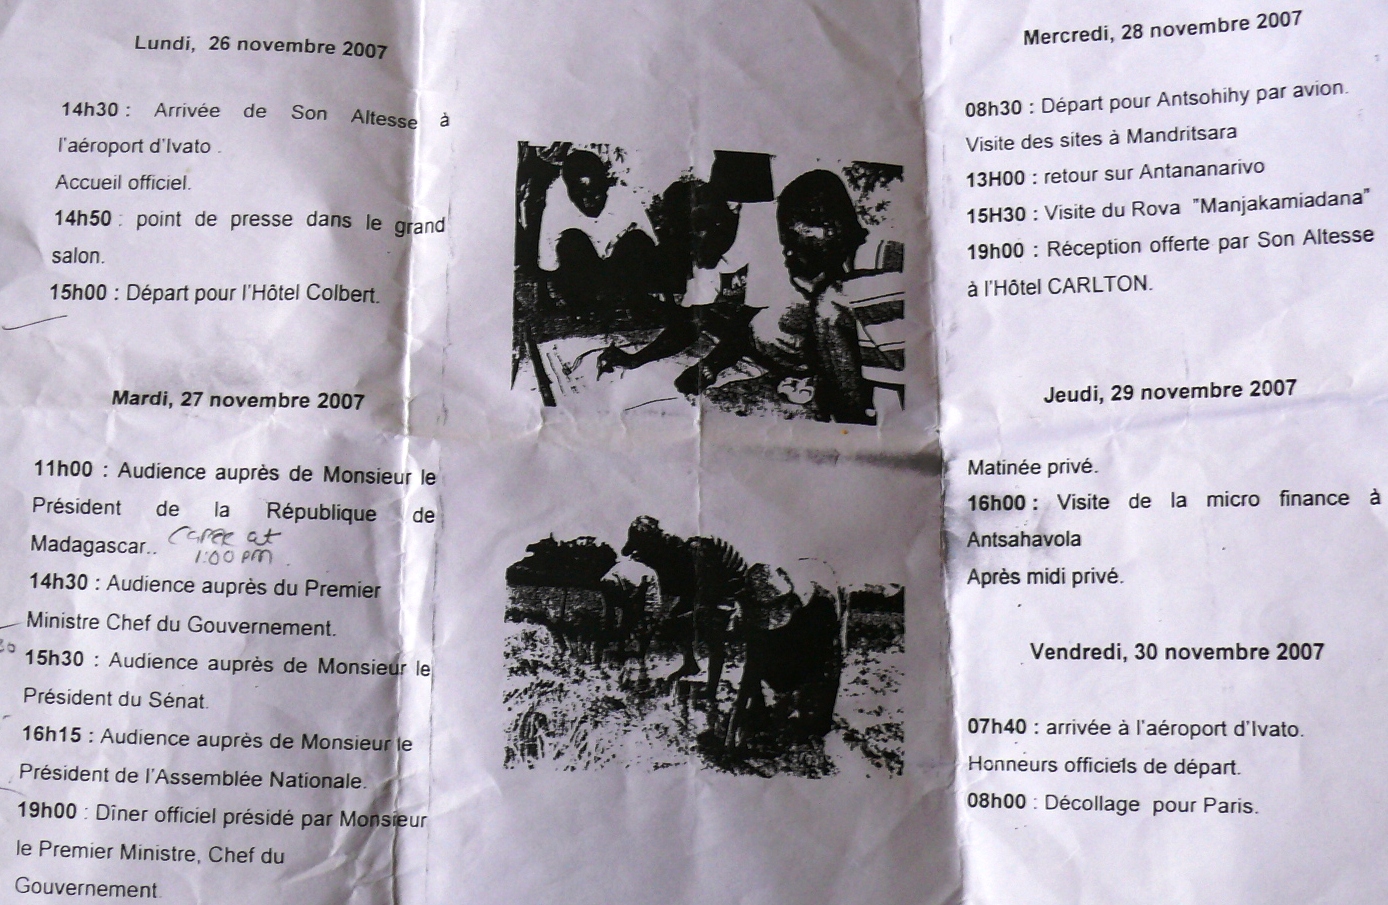 Lundi, 26 novembre 2007
14h30 : Arrivée de Son Altesse à
l'aéroport d'Ivato .
Accueil officiel.
14h50 : point de presse dans le grand
salon.
15h00 : Départ pour l'Hôtel Colbert.
Mardi, 27 novembre 2007
11h00 : Audience auprès de Monsieur le
Président de la République de
Madagascar..
at
1:00 PM
14h30 : Audience auprès du Premier
Ministre Chef du Gouvernement.
15h30 : Audience auprès de Monsieur le
Président du Sénat.
16h15 : Audience auprès de Monsieur le
Président de l'Assemblée Nationale.
19h00 : Dîner officiel présidé par Monsieur
le Premier Ministre, Chef du
Gouvernement
Mercredi, 28 novembre 2007
08h30 : Départ pour Antsohihy par avion.
Visite des sites à Mandritsara
13H00 : retour sur Antananarivo
15H30 : Visite du Rova "Manjakamiadana"
19h00 : Réception offerte par Son Altesse
à l'Hôtel CARLTON.
Jeudi, 29 novembre 2007
Matinée privé.
16h00 : Visite de la micro finance à
Antsahavola
Après midi privé.
Vendredi, 30 novembre 2007
07h40 : arrivée à l'aéroport d'Ivato.
Honneurs officiels de départ.
08h00 : Décollage pour Paris.